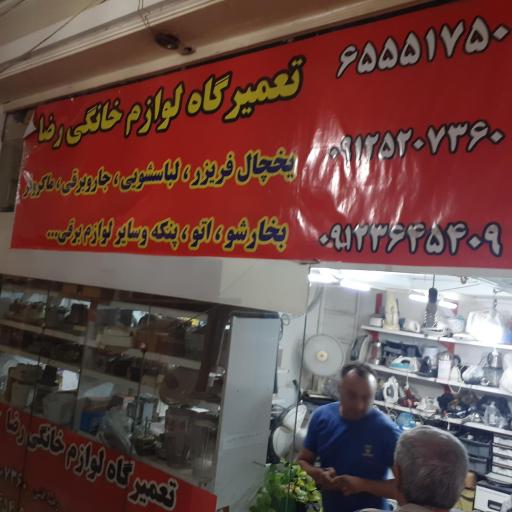 تعمیرگاه لوازم خانگی رضا
۶۵۵۵۱۷۵۰
یخچال فریزر ، لباسشویی ، جاروبرقی ، ماکروفر
۰۹۱۲۵۲۰۷۳۶۰
بخارشو ، اتو ، پنکه وسایر لوازم برقی...
۰۹۱۲۳۶۴۵۴۰۹
تعمیرگاه لوازم خانگی رضا